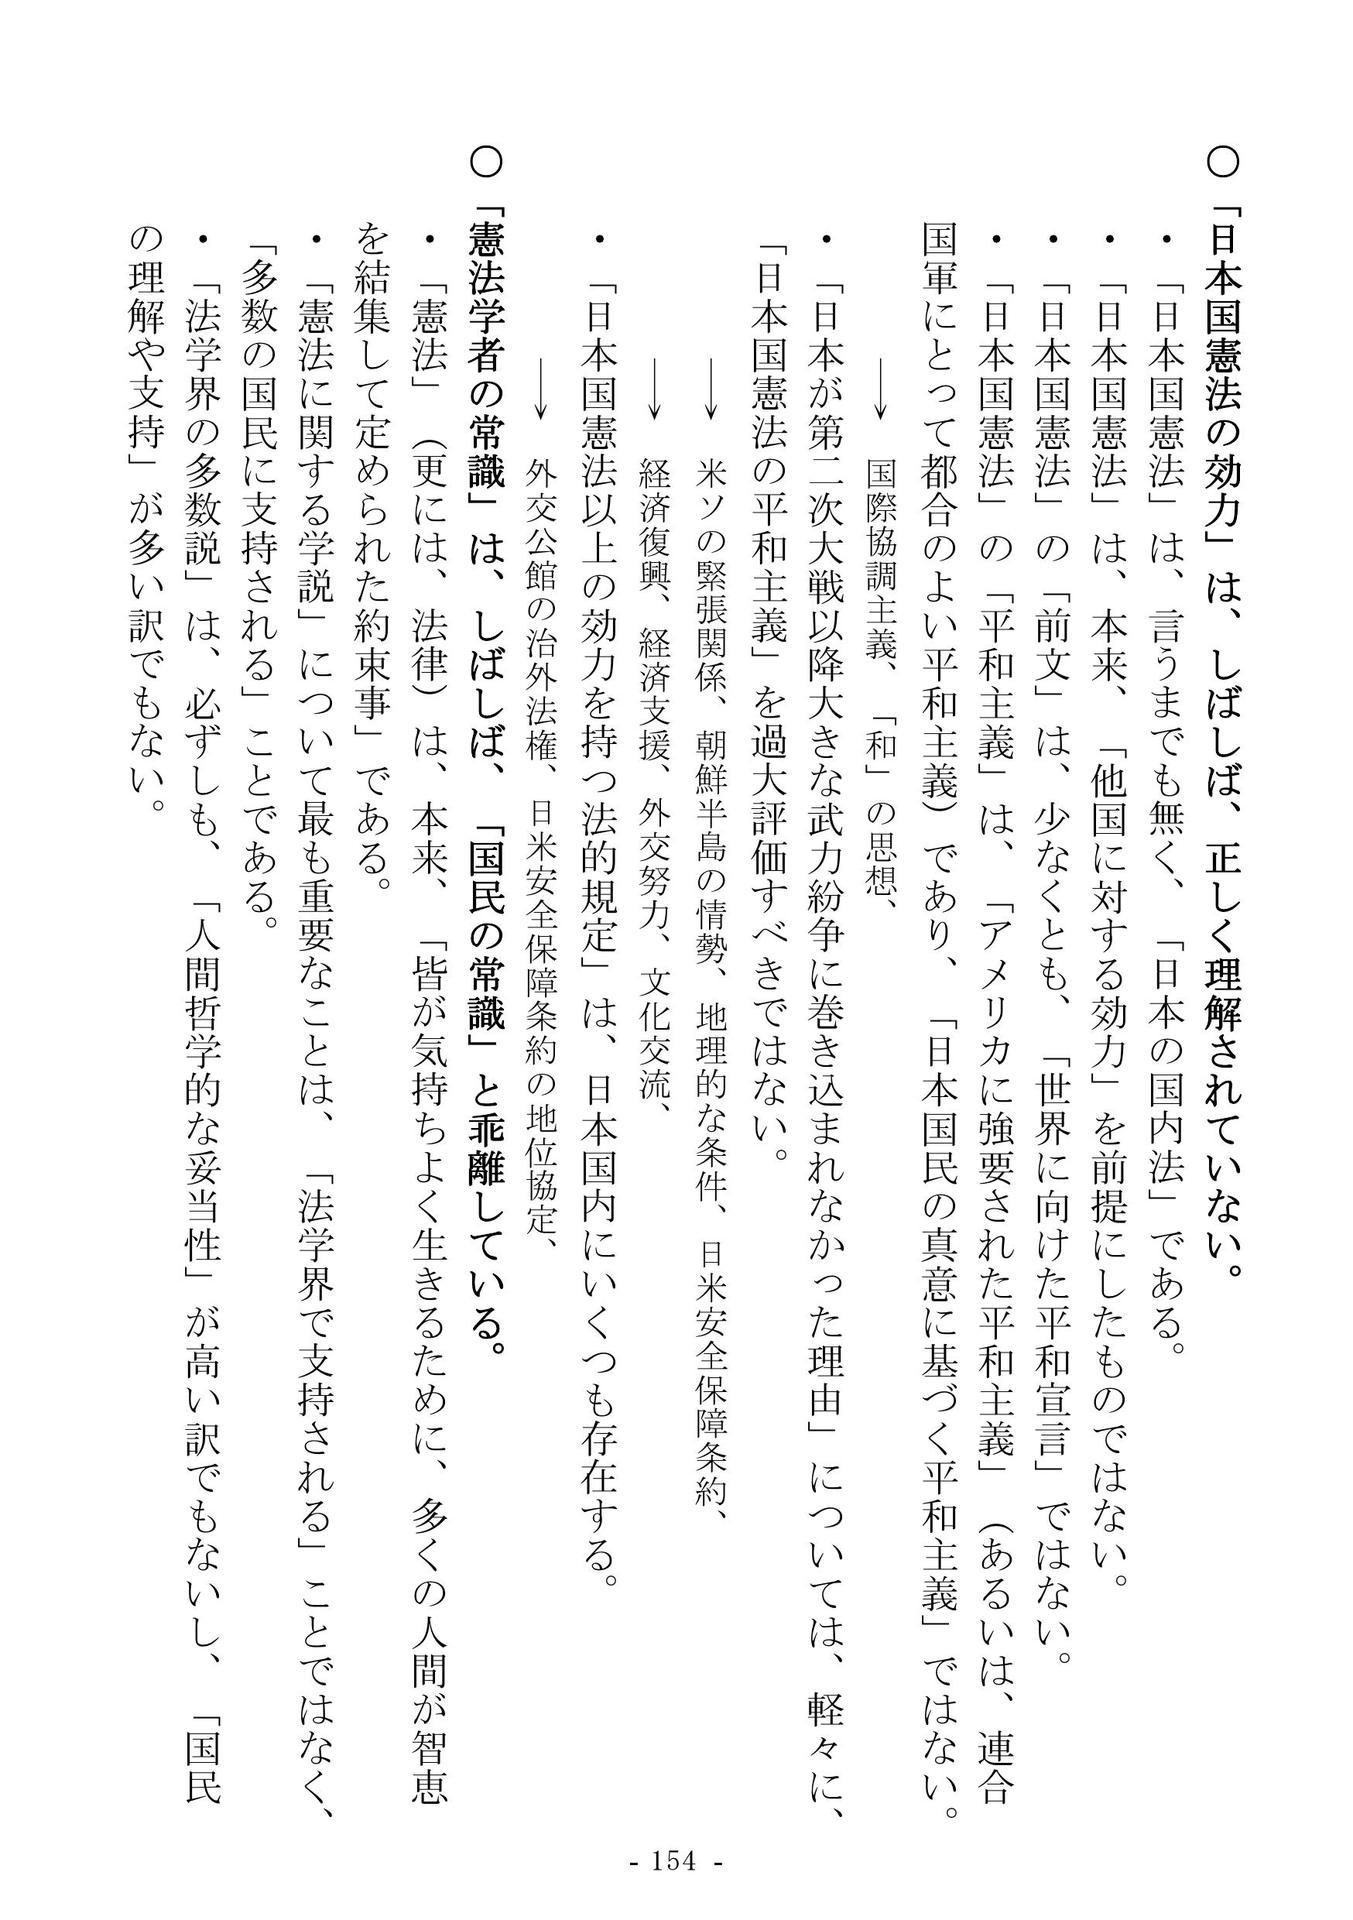 ○「日本国憲法の効力」は、しばしば、正しく理解されていない。
・「日本国憲法」は、言うまでも無く、「日本の国内法」である。
・「日本国憲法」は、本来、「他国に対する効力」を前提にしたものではない。
・「日本国憲法」の「前文」は、少なくとも、「世界に向けた平和宣言」ではない。
・「日本国憲法」の「平和主義」は、「アメリカに強要された平和主義」（あるいは、連合
国軍にとって都合のよい平和主義）であり、「日本国民の真意に基づく平和主義」ではない。
→ 国際協調主義、「和」の思想、
・「日本が第二次大戦以降大きな武力紛争に巻き込まれなかった理由」については、軽々に、
「日本国憲法の平和主義」を過大評価すべきではない。
→ 米ソの緊張関係、朝鮮半島の情勢、地理的な条件、日米安全保障条約、
→ 経済復興、経済支援、外交努力、文化交流、
・「日本国憲法以上の効力を持つ法的規定」は、日本国内にいくつも存在する。
→ 外交公館の治外法権、日米安全保障条約の地位協定、
○「憲法学者の常識」は、しばしば、「国民の常識」と乖離している。
・「憲法」（更には、法律）は、本来、「皆が気持ちよく生きるために、多くの人間が智恵
を結集して定められた約束事」である。
・「憲法に関する学説」について最も重要なことは、「法学界で支持される」ことではなく、
「多数の国民に支持される」ことである。
・「法学界の多数説」は、必ずしも、「人間哲学的な妥当性」が高い訳でもないし、「国民
の理解や支持」が多い訳でもない。
- 154 -